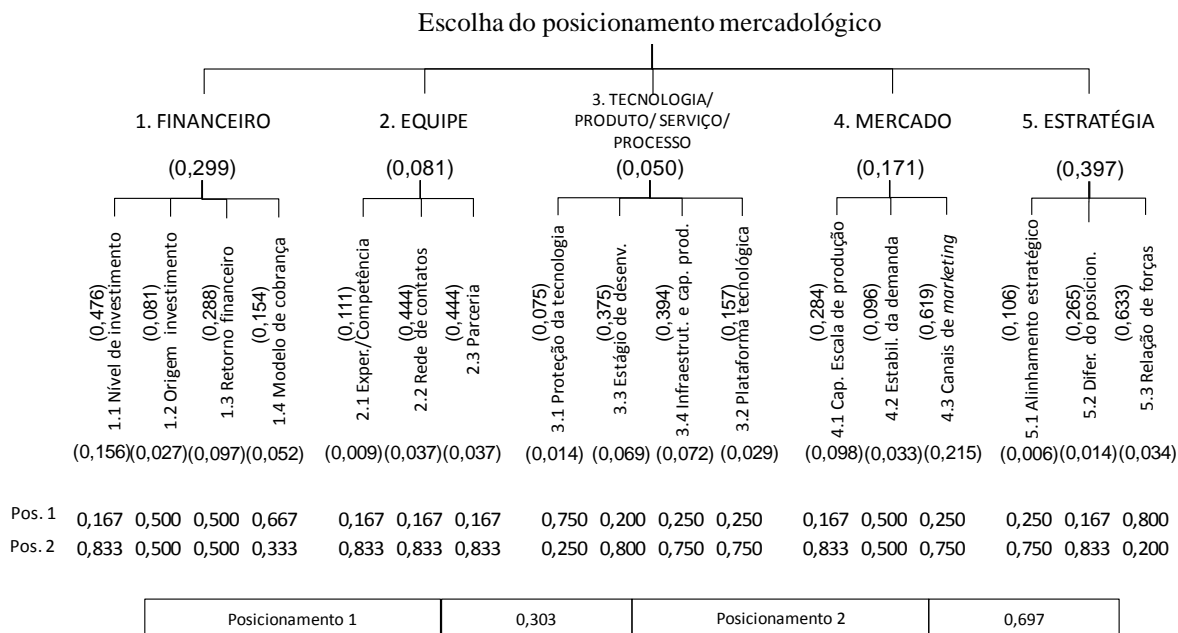 Escolha do posicionamento mercadológico
1. FINANCEIRO
(0,299)
2. EQUIPE
(0,081)
3. TECNOLOGIA/
PRODUTO/ SERVIÇO/
PROCESSO
(0,050)
4. MERCADO
(0,171)
5. ESTRATÉGIA
(0,397)
(0,476)
1.1 Nível de investimento
(0,081)
1.2 Origem investimento
(0,288)
1.3 Retorno financeiro
(0,154)
1.4 Modelo de cobrança
(0,111)
2.1 Exper./Competência
(0,444)
2.2 Rede de contatos
(0,444)
2.3 Parceria
(0,075)
3.1 Proteção da tecnologia
(0,375)
3.3 Estágio de desenv.
(0,394)
3.4 Infraestrut. e cap. prod.
(0,157)
3.2 Plataforma tecnológica
(0,284)
4.1 Cap. Escala de produção
(0,096)
4.2 Estabil. da demanda
(0,619)
4.3 Canais de marketing
(0,106)
5.1 Alinhamento estratégico
(0,265)
5.2 Difer. do posicion.
(0,633)
5.3 Relação de forças
(0,156) (0,027) (0,097) (0,052) (0,009) (0,037) (0,037) (0,014) (0,069) (0,072) (0,029) (0,098) (0,033) (0,215) (0,006) (0,014) (0,034)
Pos. 1 0,167 0,500 0,500 0,667 0,167 0,167 0,167 0,750 0,200 0,250 0,250 0,167 0,500 0,250 0,250 0,167 0,800
Pos. 2 0,833 0,500 0,500 0,333 0,833 0,833 0,833 0,250 0,800 0,750 0,750 0,833 0,500 0,750 0,750 0,833 0,200
Posicionamento 1 0,303 Posicionamento 2 0,697